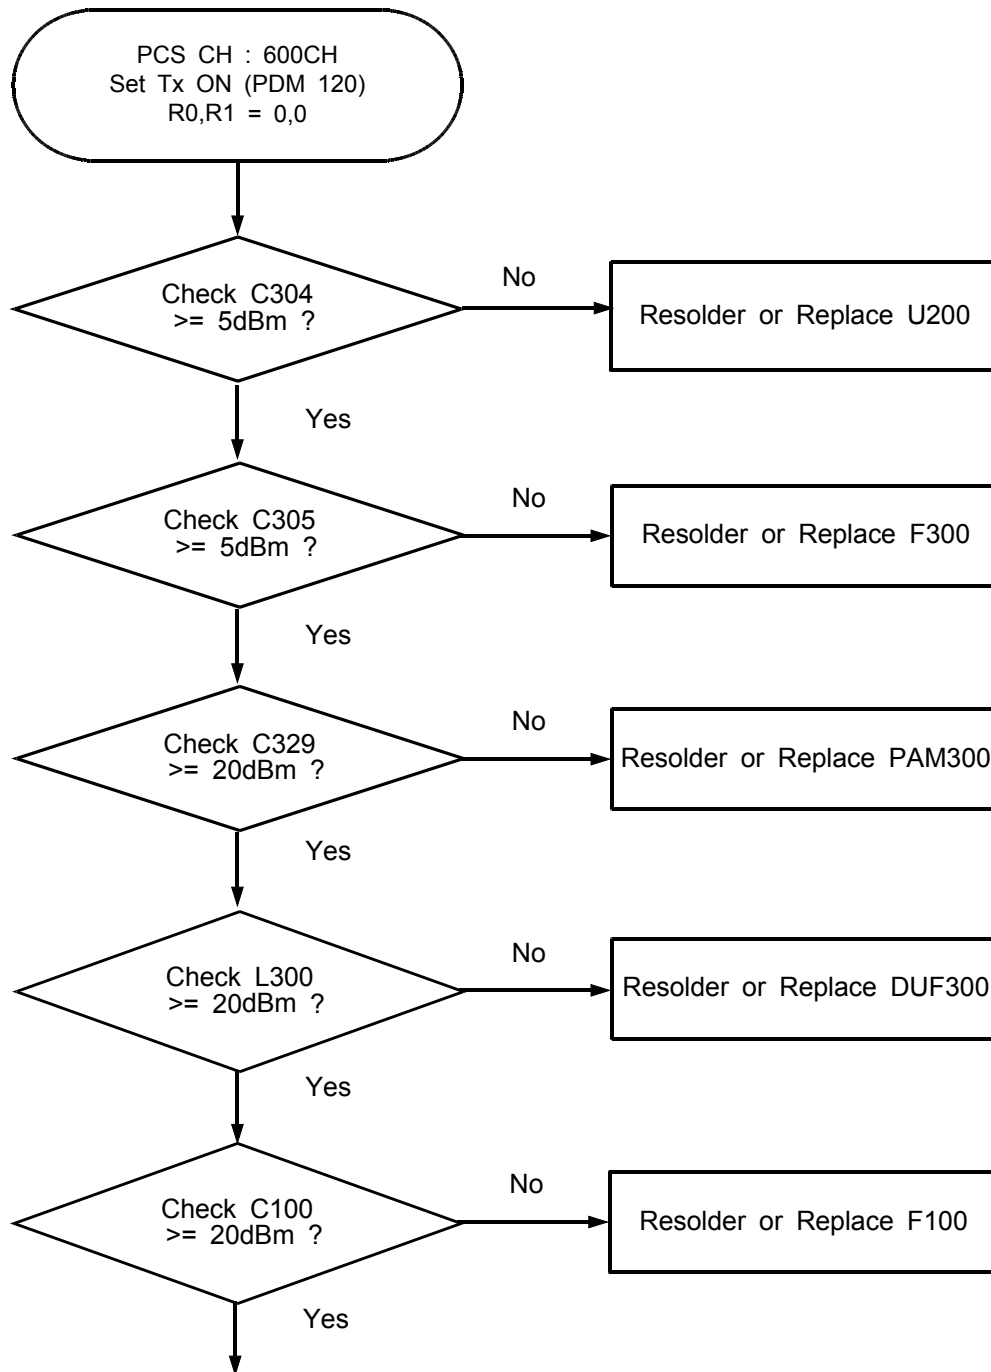 PCS CH : 600CH
Set Tx ON (PDM 120)
R0,R1 = 0,0
Check C304
>= 5dBm ?
No
Resolder or Replace U200
Yes
Check C305
>= 5dBm ?
No
Resolder or Replace F300
Yes
Check C329
>= 20dBm ?
No
Resolder or Replace PAM300
Yes
Check L300
>= 20dBm ?
No
Resolder or Replace DUF300
Yes
Check C100
>= 20dBm ?
No
Resolder or Replace F100
Yes